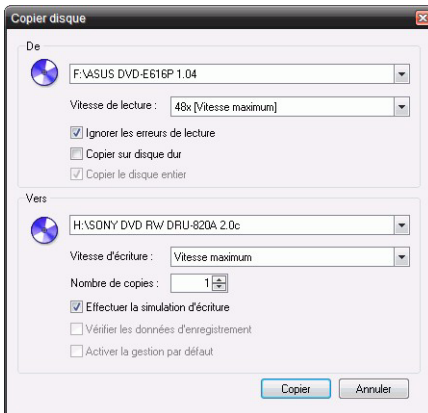 Copier disque
De
F:\ASUS DVD-E616P 1.04
Vitesse de lecture : 48x [Vitesse maximum]
Ignorer les erreurs de lecture
Copier sur disque dur
Copier le disque entier
Vers
H:\SONY DVD RW DRU-820A 2.0c
Vitesse d'écriture : Vitesse maximum
Nombre de copies : 1
Effectuer la simulation d'écriture
Vérifier les données d'enregistrement
Activer la gestion par défaut
Copier Annuler